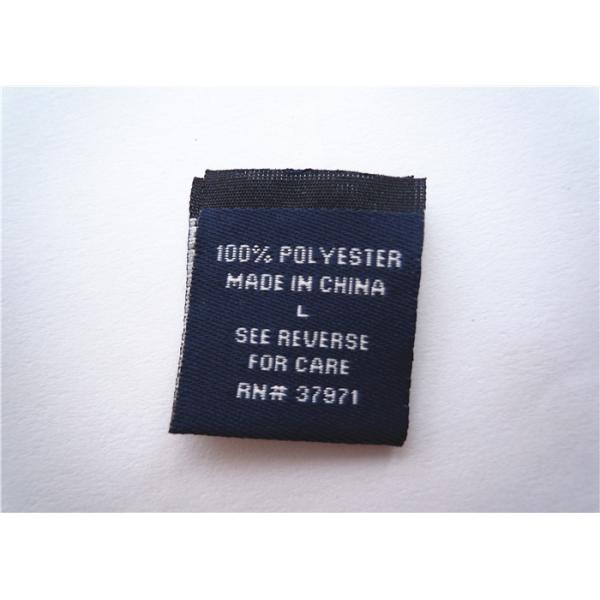 100% POLYESTER
MADE IN CHINA
L
SEE REVERSE
FOR CARE
RN# 37971